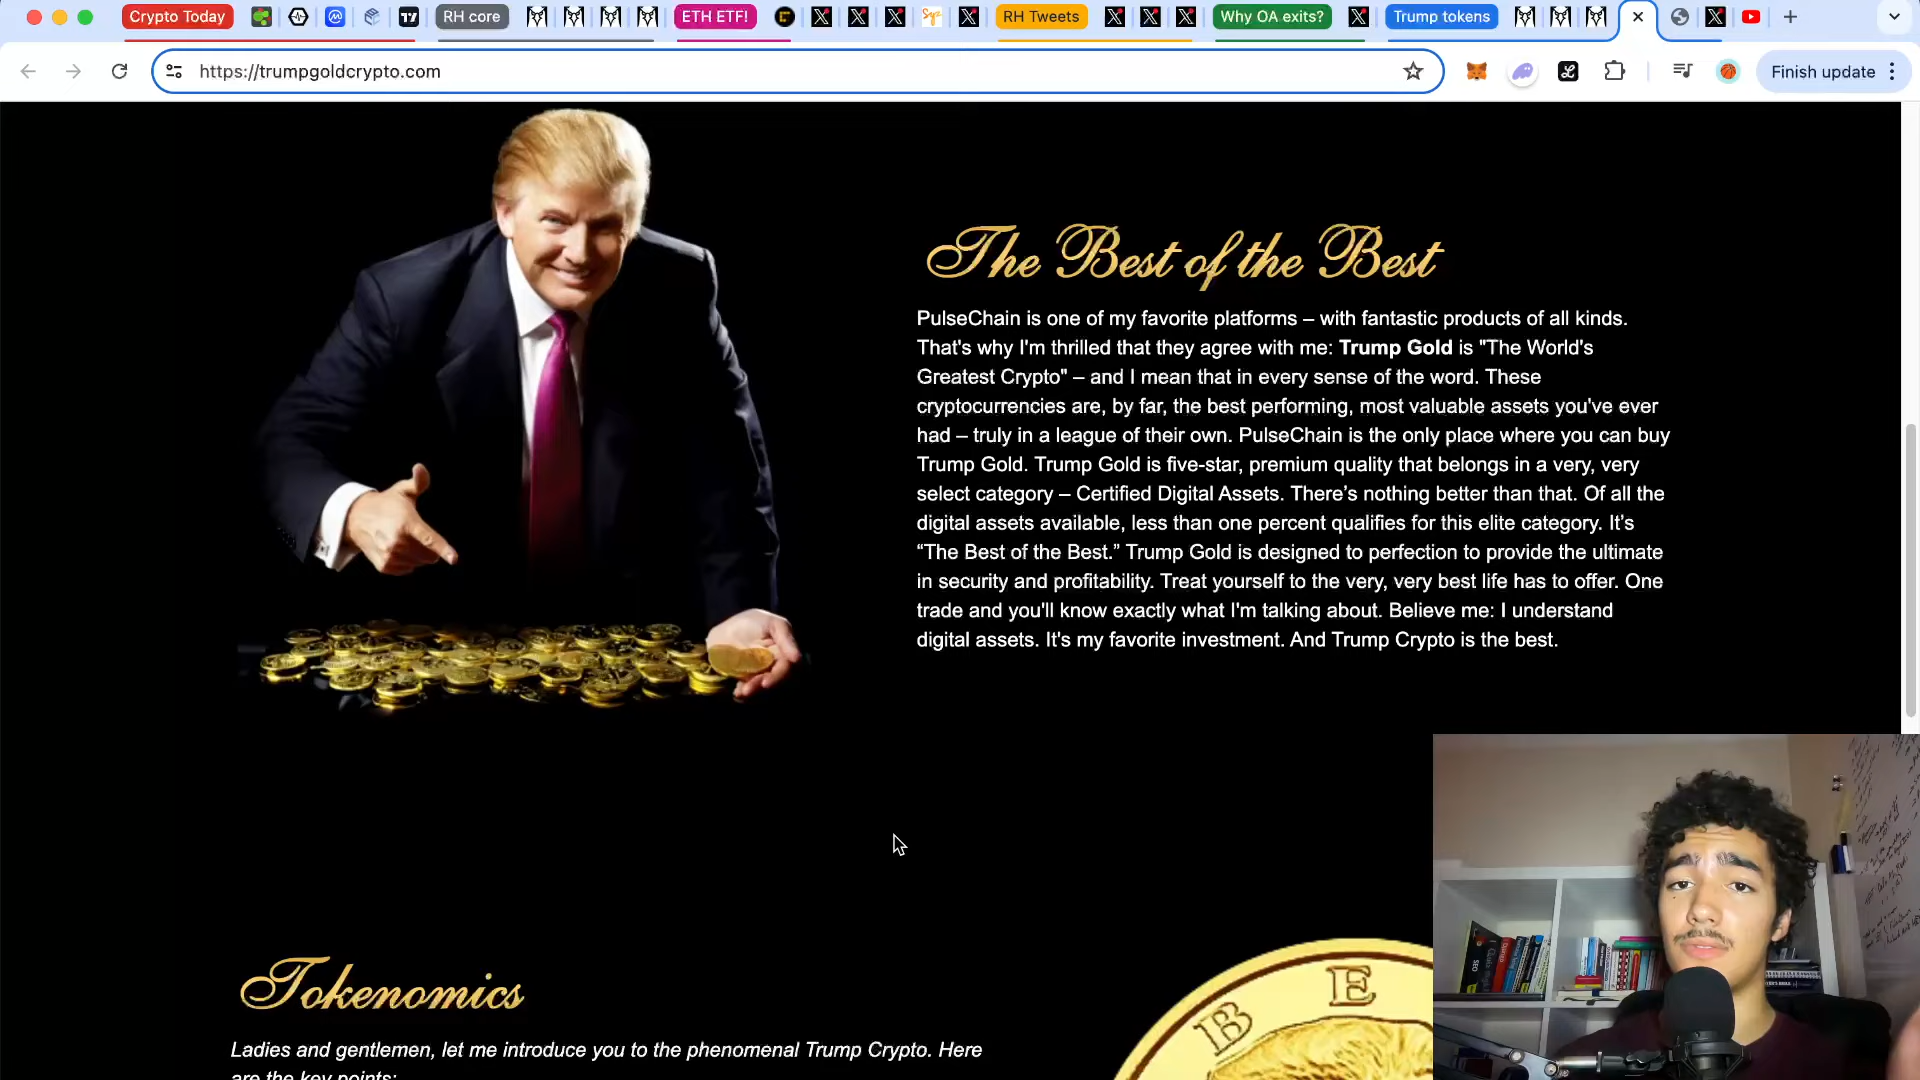 Crypto Today
RH core
ETH ETF!
RH Tweets
Why OA exits?
Trump tokens
https://trumpgoldcrypto.com
Finish update
The Best of the Best
PulseChain is one of my favorite platforms – with fantastic products of all kinds.
That's why I'm thrilled that they agree with me: Trump Gold is "The World's
Greatest Crypto" – and I mean that in every sense of the word. These
cryptocurrencies are, by far, the best performing, most valuable assets you've ever
had – truly in a league of their own. PulseChain is the only place where you can buy
Trump Gold. Trump Gold is five-star, premium quality that belongs in a very, very
select category – Certified Digital Assets. There’s nothing better than that. Of all the
digital assets available, less than one percent qualifies for this elite category. It’s
“The Best of the Best.” Trump Gold is designed to perfection to provide the ultimate
in security and profitability. Treat yourself to the very, very best life has to offer. One
trade and you'll know exactly what I'm talking about. Believe me: I understand
digital assets. It's my favorite investment. And Trump Crypto is the best.
Tokenomics
Ladies and gentlemen, let me introduce you to the phenomenal Trump Crypto. Here
are the key points:
B E
SEO